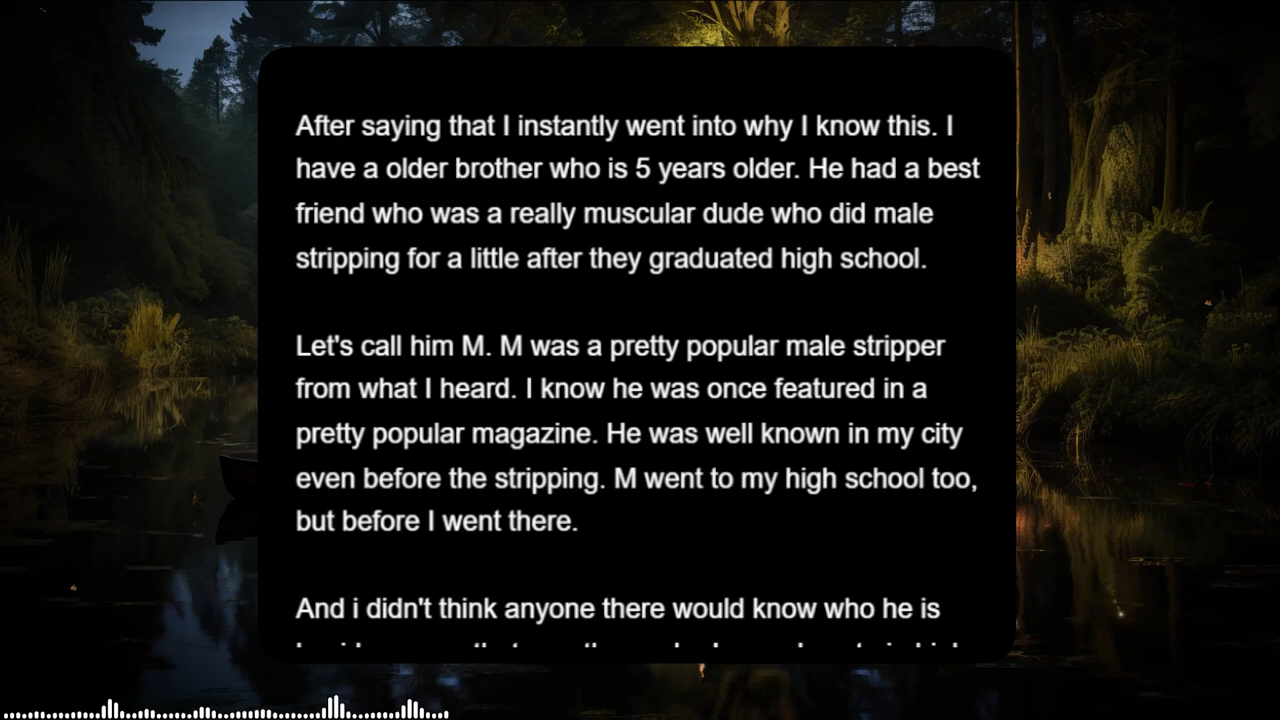 After saying that I instantly went into why I know this. I
have a older brother who is 5 years older. He had a best
friend who was a really muscular dude who did male
stripping for a little after they graduated high school.
Let's call him M. M was a pretty popular male stripper
from what I heard. I know he was once featured in a
pretty popular magazine. He was well known in my city
even before the stripping. M went to my high school too,
but before I went there.
And i didn't think anyone there would know who he is